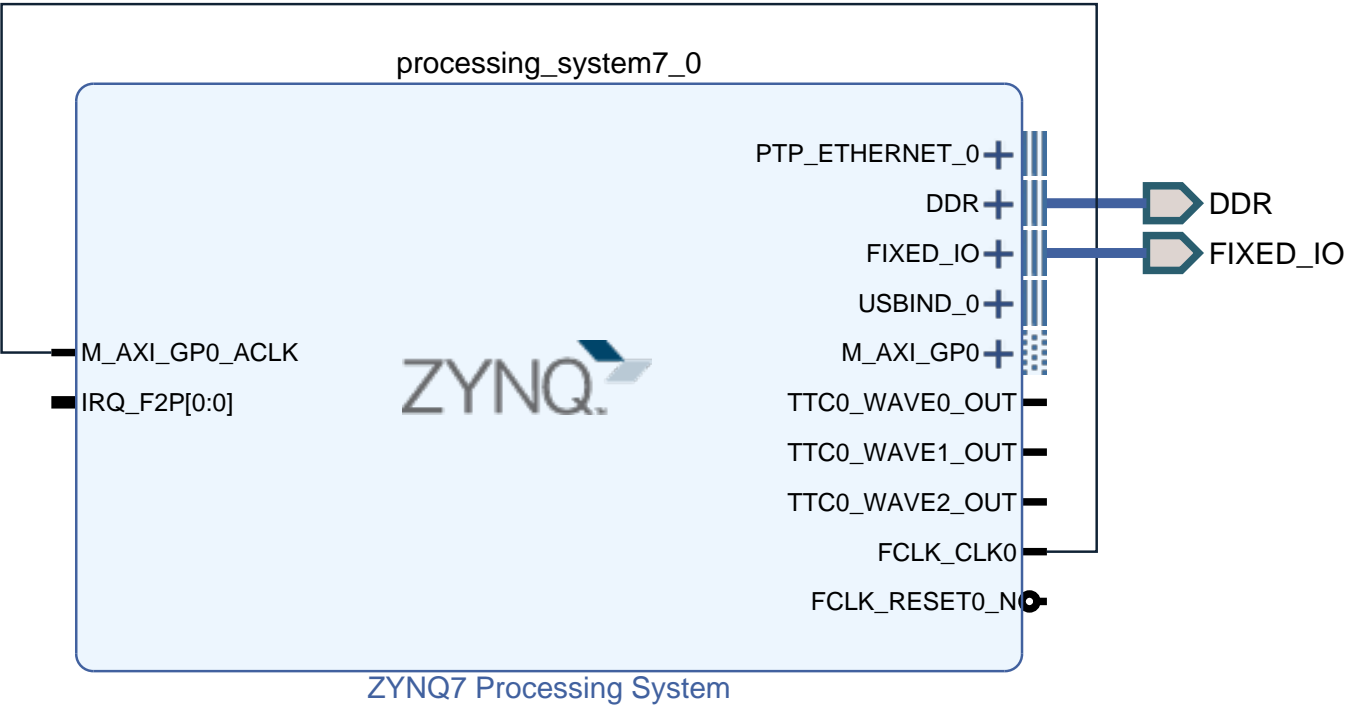 processing_system7_0
PTP_ETHERNET_0
DDR
DDR
FIXED_IO
FIXED_IO
USBIND_0
M_AXI_GP0_ACLK
ZYNQ
M_AXI_GP0
IRQ_F2P[0:0]
TTC0_WAVE0_OUT
TTC0_WAVE1_OUT
TTC0_WAVE2_OUT
FCLK_CLK0
FCLK_RESET0_N
ZYNQ7 Processing System